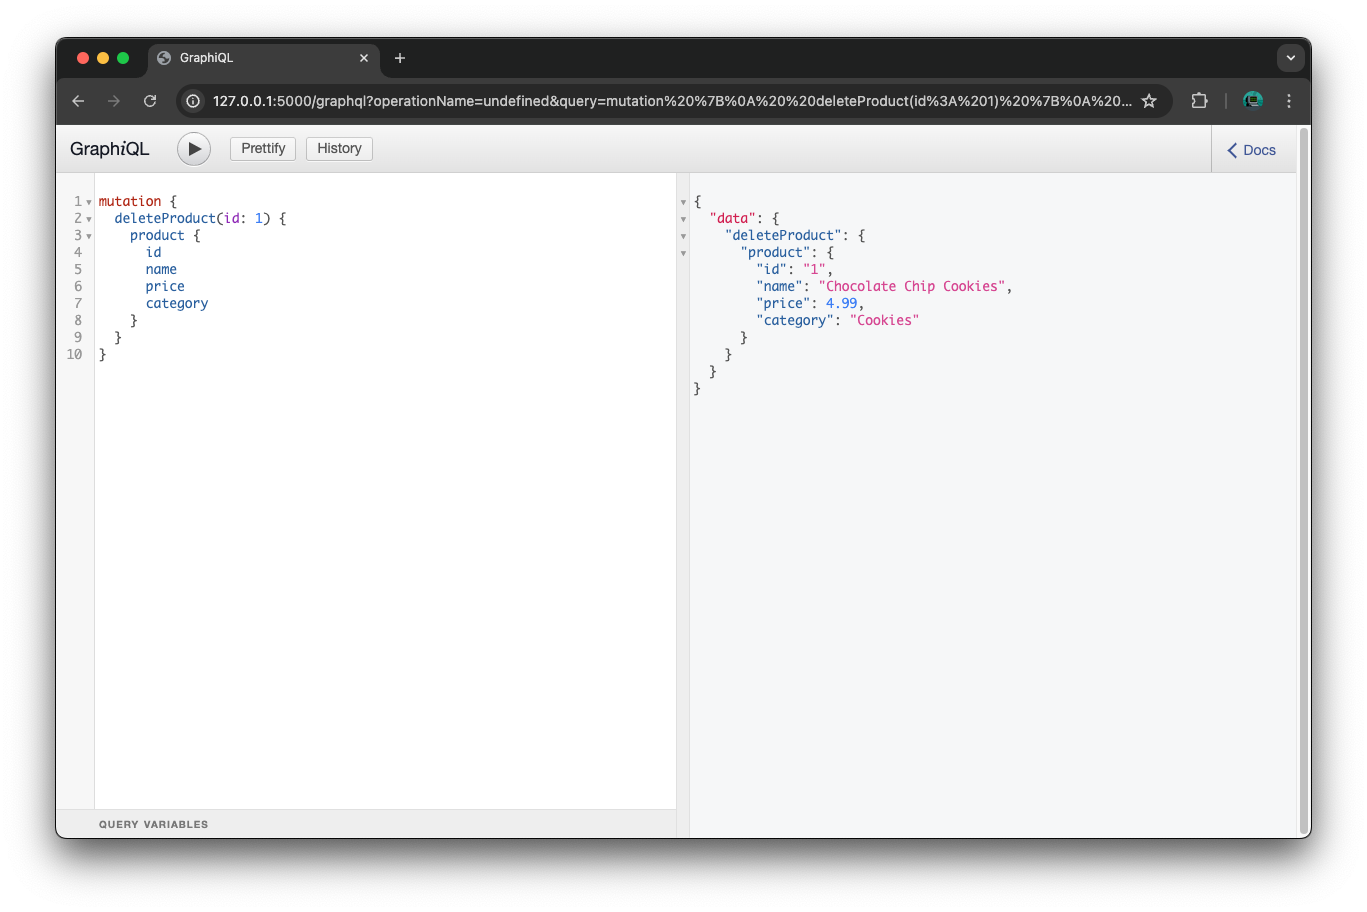 GraphiQL
127.0.0.1:5000/graphql?operationName=undefined&query=mutation%20%7B%0A%20%20deleteProduct(id%3A%201)%20%7B%0A%20...
GraphiQL
Prettify
History
Docs
1 mutation {
2 deleteProduct(id: 1) {
3 product {
4 id
5 name
6 price
7 category
8 }
9 }
10 }
{
"data": {
"deleteProduct": {
"product": {
"id": "1",
"name": "Chocolate Chip Cookies",
"price": 4.99,
"category": "Cookies"
}
}
}
}
QUERY VARIABLES